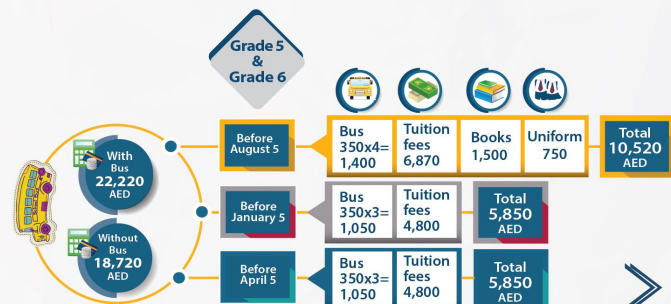 Grade 5
&
Grade 6
With
Bus
22,220
AED
Without
Bus
18,720
AED
Before
August 5
Bus
350x4=
1,400
Tuition
fees
6,870
Books
1,500
Uniform
750
Total
10,520
AED
Before
January 5
Bus
350x3=
1,050
Tuition
fees
4,800
Total
5,850
AED
Before
April 5
Bus
350x3=
1,050
Tuition
fees
4,800
Total
5,850
AED